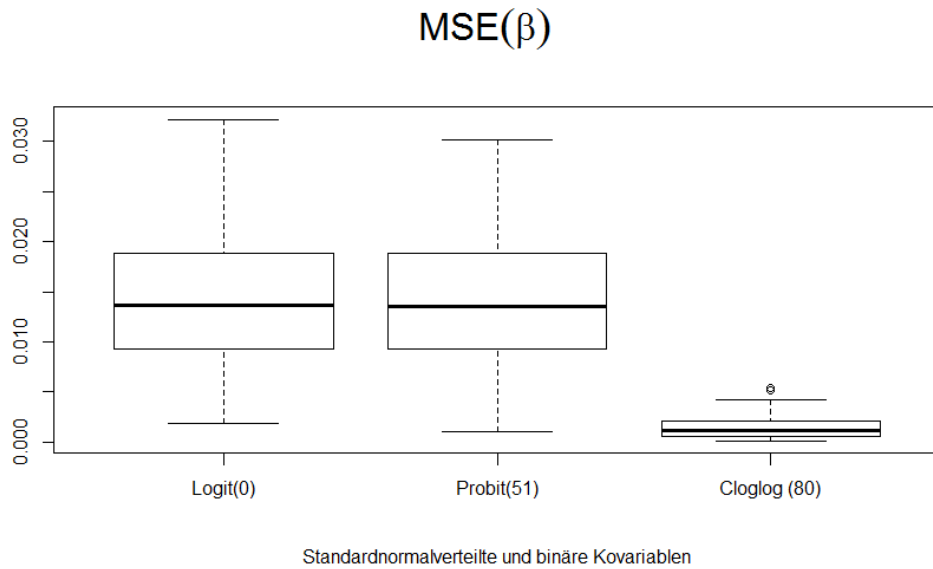 MSE(β)
0.030
0.020
0.010
0.000
Logit(0)
Probit(51)
Cloglog (80)
Standardnormalverteilte und binäre Kovariablen